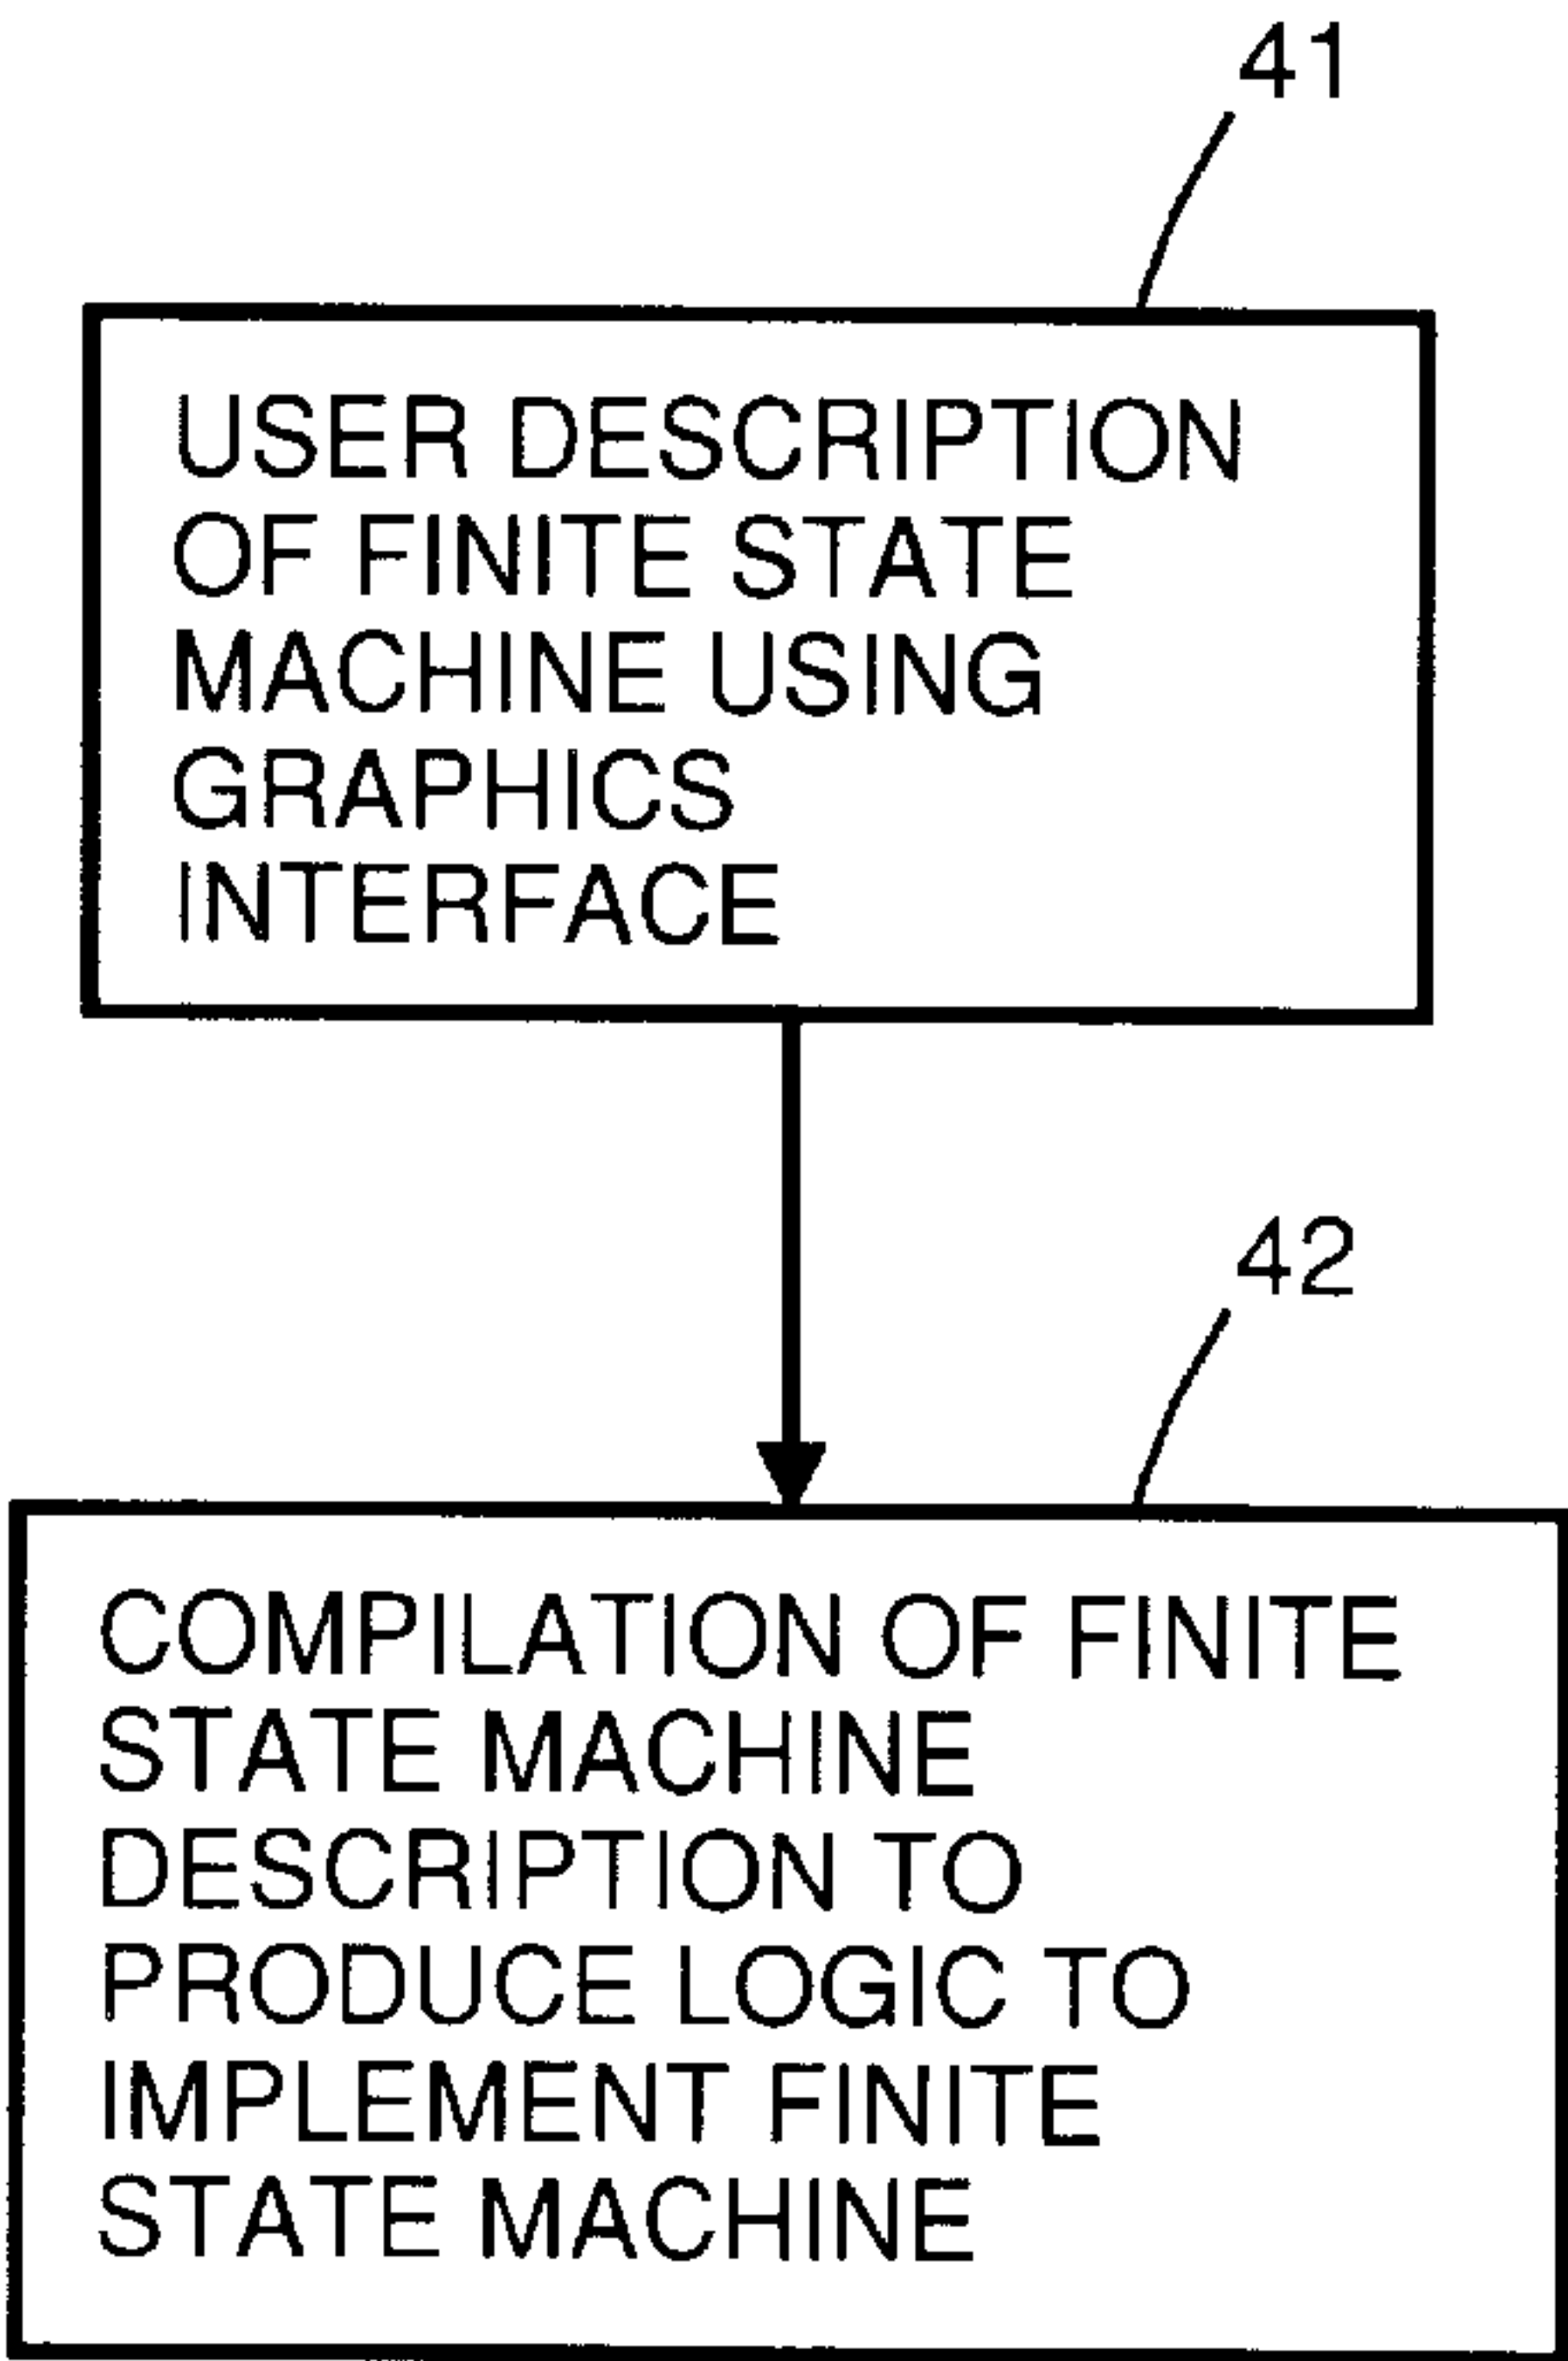 41
USER DESCRIPTION
OF FINITE STATE
MACHINE USING
GRAPHICS
INTERFACE
42
COMPILATION OF FINITE
STATE MACHINE
DESCRIPTION TO
PRODUCE LOGIC TO
IMPLEMENT FINITE
STATE MACHINE